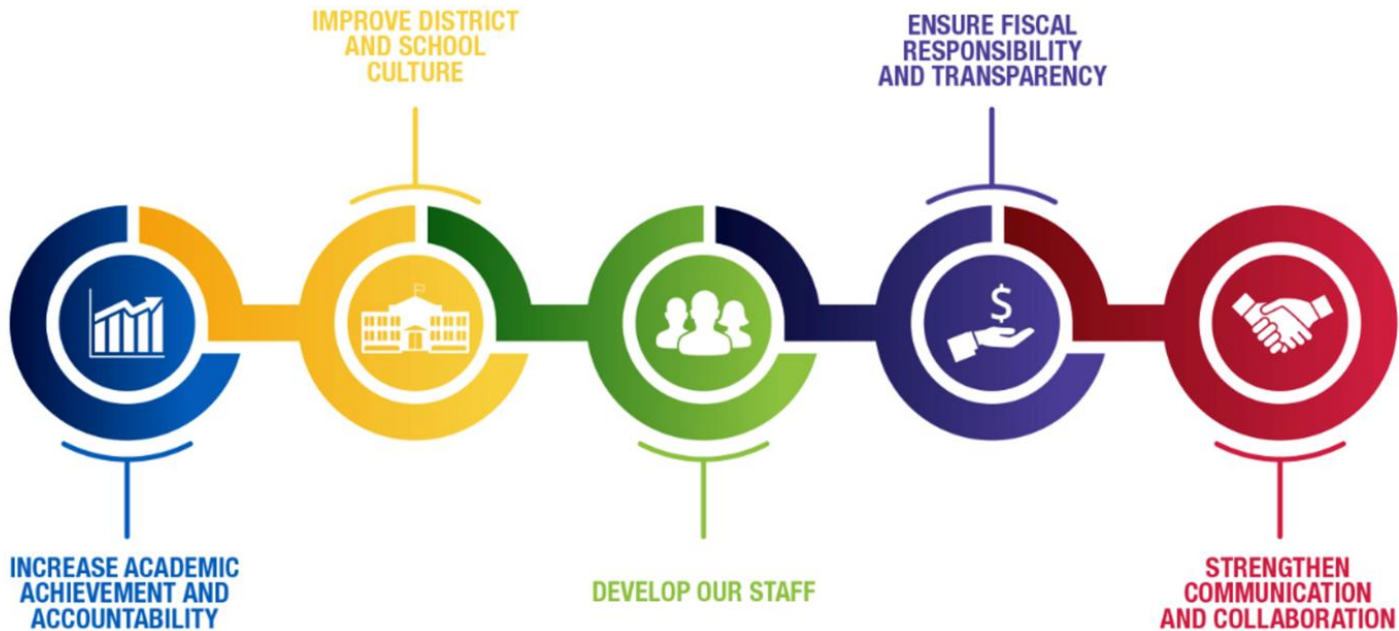 IMPROVE DISTRICT
AND SCHOOL
CULTURE
ENSURE FISCAL
RESPONSIBILITY
AND TRANSPARENCY
$
INCREASE ACADEMIC
ACHIEVEMENT AND
ACCOUNTABILITY
DEVELOP OUR STAFF
STRENGTHEN
COMMUNICATION
AND COLLABORATION